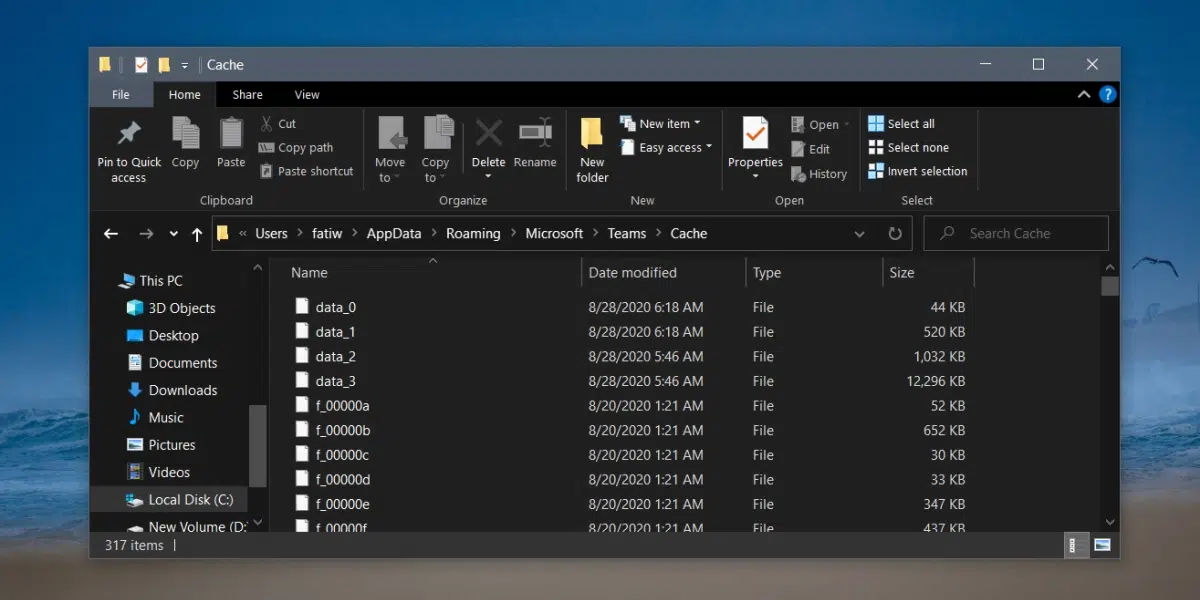 Cache
File Home Share View
Pin to Quick access
Copy
Paste
Cut
Copy path
Paste shortcut
Clipboard
Move to
Copy to
Delete
Rename
Organize
New folder
New item
Easy access
New
Properties
Open
Edit
History
Open
Select all
Select none
Invert selection
Select
« Users > fatiw > AppData > Roaming > Microsoft > Teams > Cache
Search Cache
This PC
3D Objects
Desktop
Documents
Downloads
Music
Pictures
Videos
Local Disk (C:)
New Volume (D:
Name Date modified Type Size
data_0 8/28/2020 6:18 AM File 44 KB
data_1 8/28/2020 6:18 AM File 520 KB
data_2 8/28/2020 5:46 AM File 1,032 KB
data_3 8/28/2020 5:46 AM File 12,296 KB
f_00000a 8/20/2020 1:21 AM File 52 KB
f_00000b 8/20/2020 1:21 AM File 652 KB
f_00000c 8/20/2020 1:21 AM File 30 KB
f_00000d 8/20/2020 1:21 AM File 33 KB
f_00000e 8/20/2020 1:21 AM File 347 KB
f_00000f 8/20/2020 1:21 AM File 437 KB
317 items